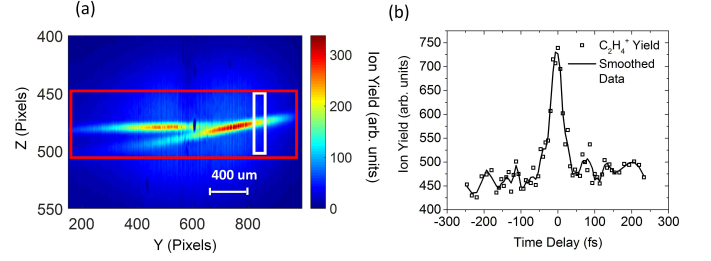 (a)
400
450
500
550
Z (Pixels)
200
400
600
800
Y (Pixels)
400 um
300
200
100
0
Ion Yield (arb. units)
(b)
750
700
650
600
550
500
450
400
Ion Yield (arb. units)
C₂H₄⁺ Yield
Smoothed
Data
-300
-200
-100
0
100
200
300
Time Delay (fs)